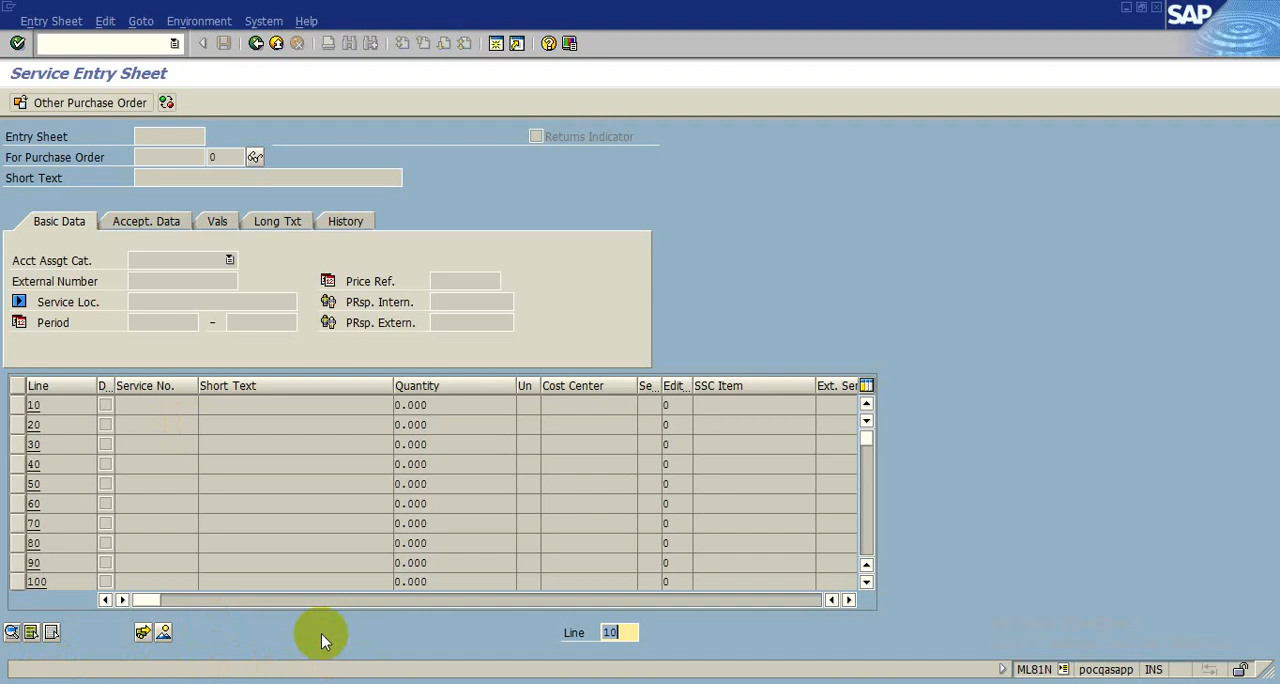 Entry Sheet Edit Goto Environment System Help
SAP
Service Entry Sheet
Other Purchase Order
Entry Sheet
Returns Indicator
For Purchase Order 0
Short Text
Basic Data Accept. Data Vals Long Txt History
Acct Assgt Cat.
External Number Price Ref.
Service Loc. PRsp. Intern.
Period – PRsp. Extern.
Line D... Service No. Short Text Quantity Un Cost Center Se... Edit... SSC Item Ext. Ser
10 0.000 0
20 0.000 0
30 0.000 0
40 0.000 0
50 0.000 0
60 0.000 0
70 0.000 0
80 0.000 0
90 0.000 0
100 0.000 0
Line 10
ML81N pocqasapp INS